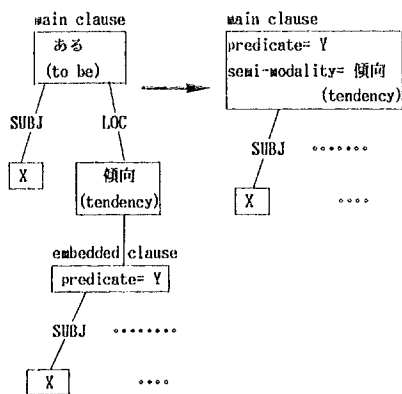 main clause
ある
(to be)
SUBJ LOC
X
傾向
(tendency)
embedded clause
predicate= Y
SUBJ ........
X ....
main clause
predicate= Y
semi-modality= 傾向
(tendency)
SUBJ .......
X ....